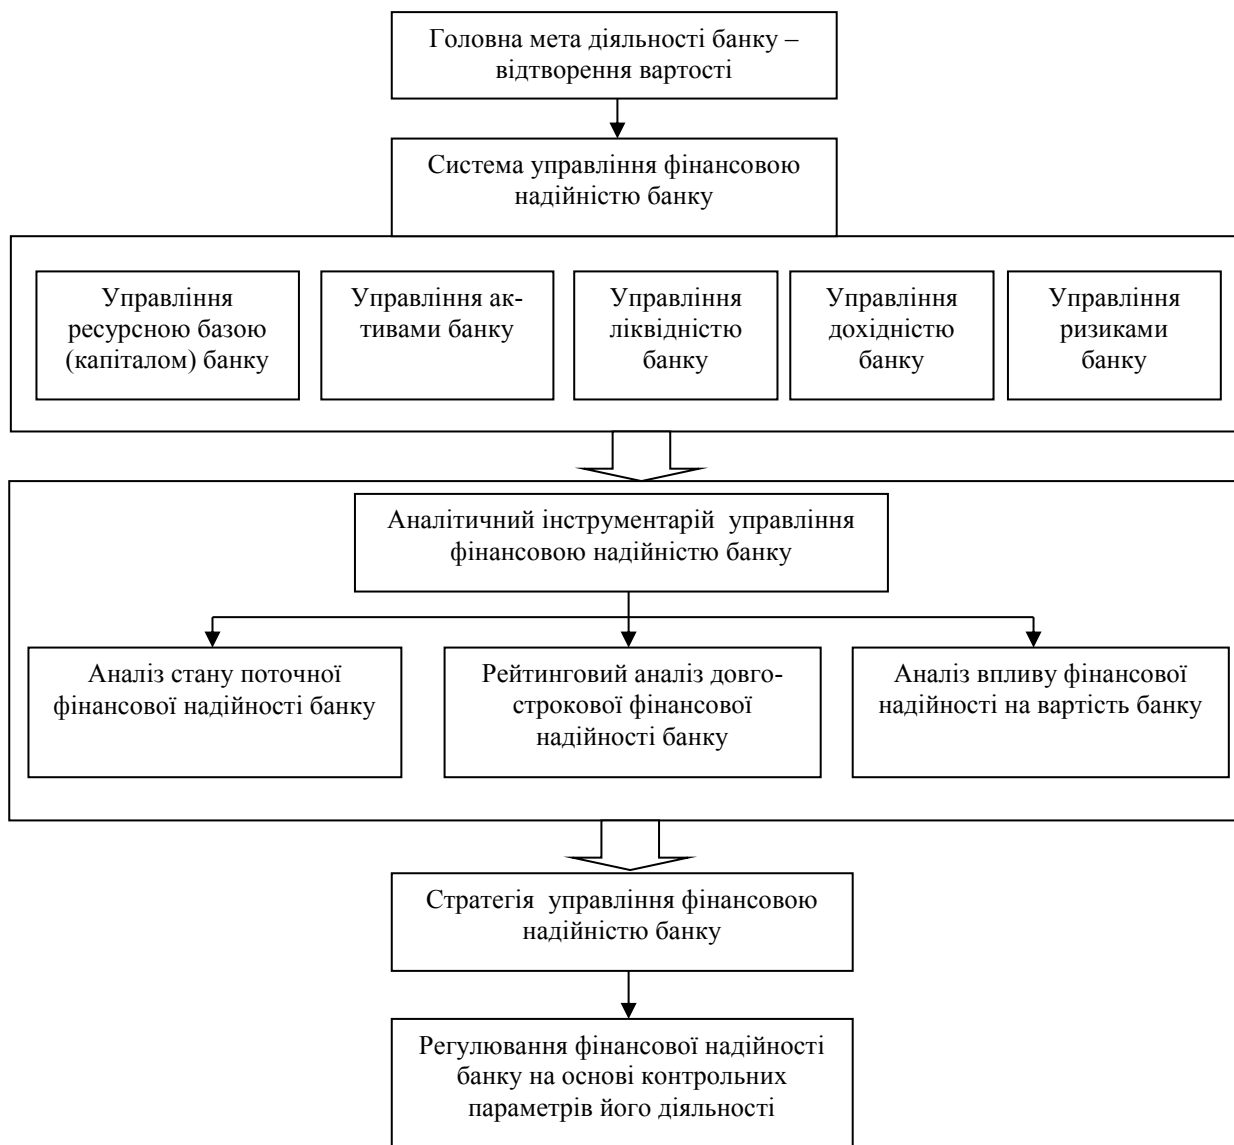 Головна мета діяльності банку –
відтворення вартості
Система управління фінансовою
надійністю банку
Управління
ресурсною базою
(капіталом) банку
Управління ак-
тивами банку
Управління
ліквідністю
банку
Управління
дохідністю
банку
Управління
ризиками
банку
Аналітичний інструментарій  управління
фінансовою надійністю банку
Аналіз стану поточної
фінансової надійності банку
Рейтинговий аналіз довго-
строкової фінансової
надійності банку
Аналіз впливу фінансової
надійності на вартість банку
Стратегія  управління фінансовою
надійністю банку
Регулювання фінансової надійності
банку на основі контрольних
параметрів його діяльності